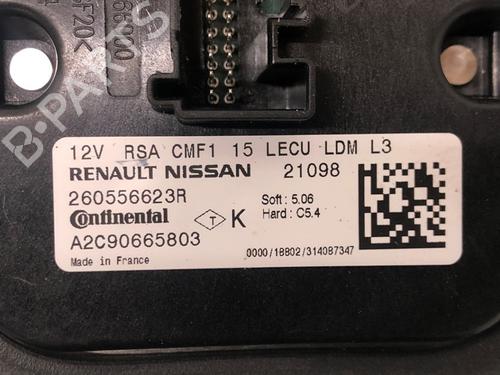 5F20<
B-PARTS
12V RSA CMF1 15 LECU LDM L3
RENAULT NISSAN 21098
260556623R Soft : 5.06
Continental T K Hard : C5.4
A2C90665803
Made in France 0000/18802/314087347